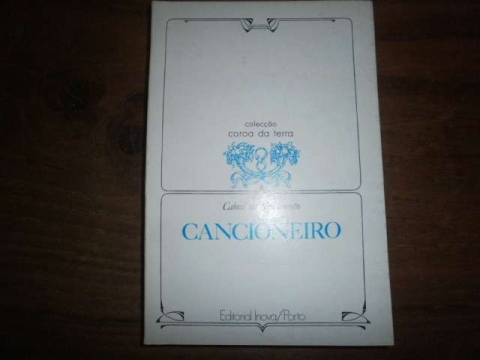 colecção
coroa da terra
CANCIONEIRO
Editorial Inova/Porto